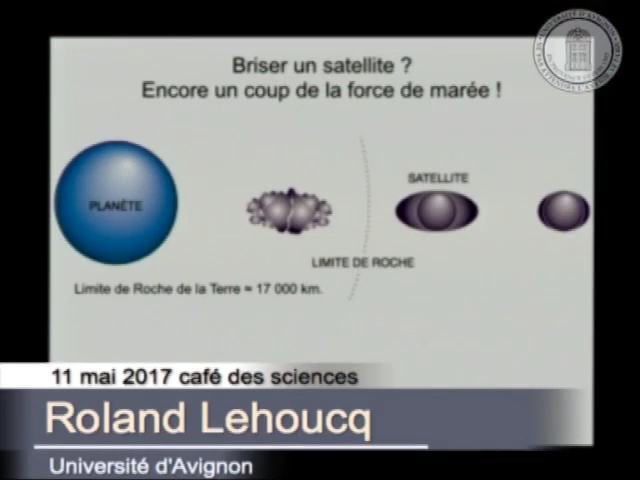 Briser un satellite ?
Encore un coup de la force de marée !
SATELLITE
PLANÈTE
LIMITE DE ROCHE
Limite de Roche de la Terre = 17 000 km.
11 mai 2017 café des sciences
Roland Lehoucq
Université d'Avignon